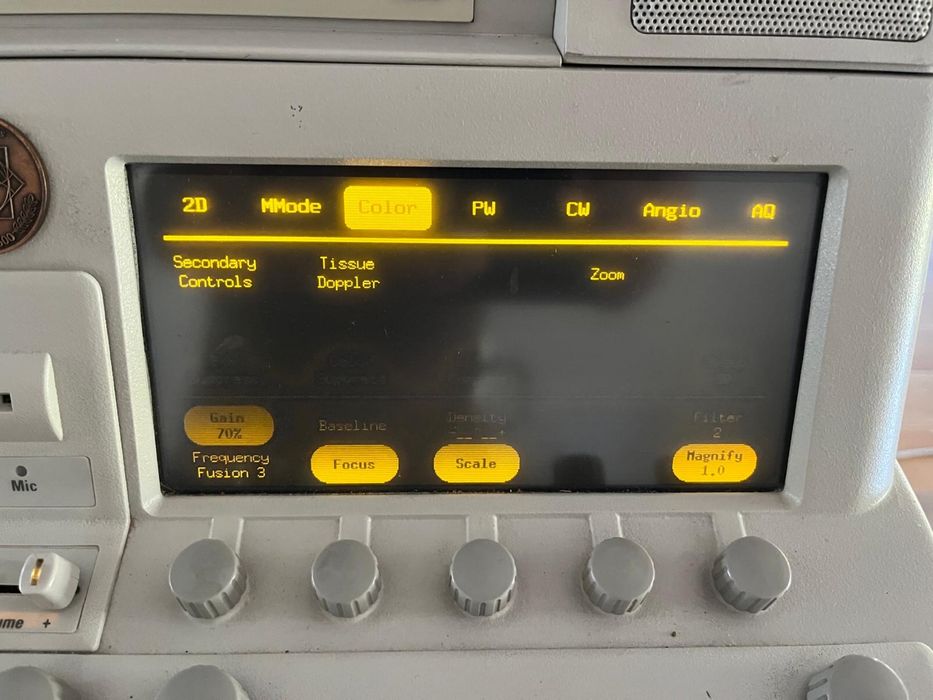 2D MMode Color PW CW Angio AQ
Secondary Tissue
Controls Doppler Zoom
Gain Baseline Density Filter
70% 2
Frequency Focus Scale Magnify
Fusion 3 1.0
Mic
ume +